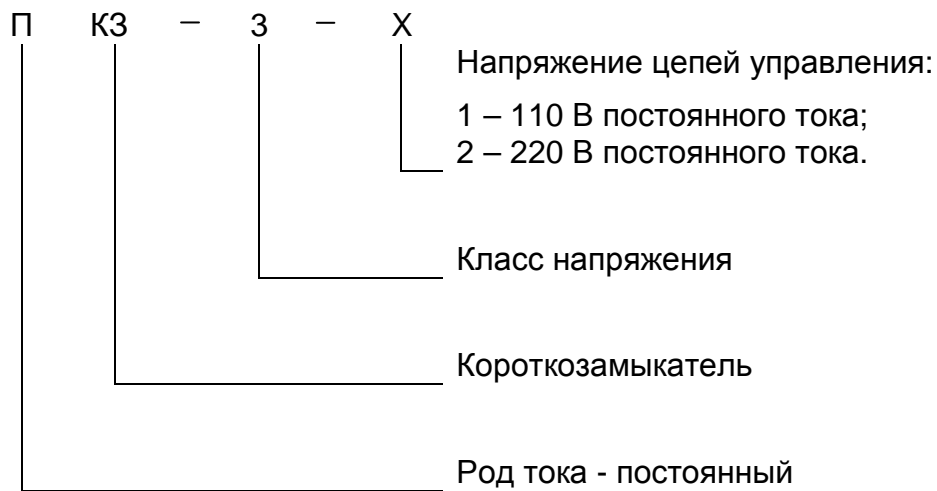 П КЗ – 3 – Х
Напряжение цепей управления:
1 – 110 В постоянного тока;
2 – 220 В постоянного тока.
Класс напряжения
Короткозамыкатель
Род тока - постоянный